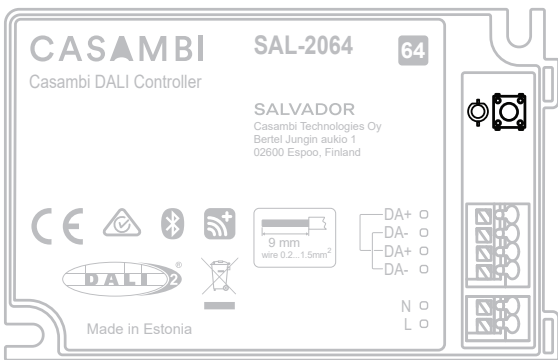 CASAMBI
SAL-2064
64
Casambi DALI Controller
SALVADOR
Casambi Technologies Oy
Bertel Jungin aukio 1
02600 Espoo, Finland
DA+
DA-
DA+
DA-
9 mm
wire 0.2...1.5mm²
CE
DALI 2®
N
L
Made in Estonia